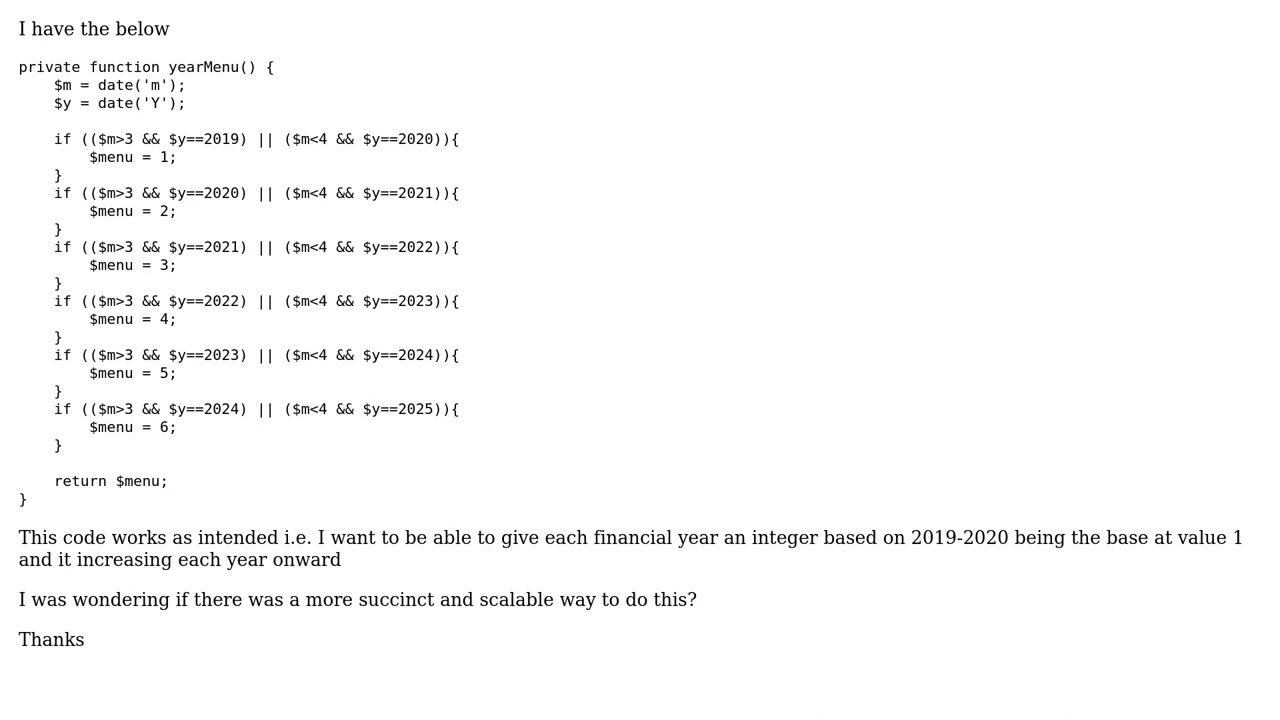 I have the below
private function yearMenu() {
    $m = date('m');
    $y = date('Y');

    if (($m>3 && $y==2019) || ($m<4 && $y==2020)){
        $menu = 1;
    }
    if (($m>3 && $y==2020) || ($m<4 && $y==2021)){
        $menu = 2;
    }
    if (($m>3 && $y==2021) || ($m<4 && $y==2022)){
        $menu = 3;
    }
    if (($m>3 && $y==2022) || ($m<4 && $y==2023)){
        $menu = 4;
    }
    if (($m>3 && $y==2023) || ($m<4 && $y==2024)){
        $menu = 5;
    }
    if (($m>3 && $y==2024) || ($m<4 && $y==2025)){
        $menu = 6;
    }

    return $menu;
}
This code works as intended i.e. I want to be able to give each financial year an integer based on 2019-2020 being the base at value 1
and it increasing each year onward
I was wondering if there was a more succinct and scalable way to do this?
Thanks